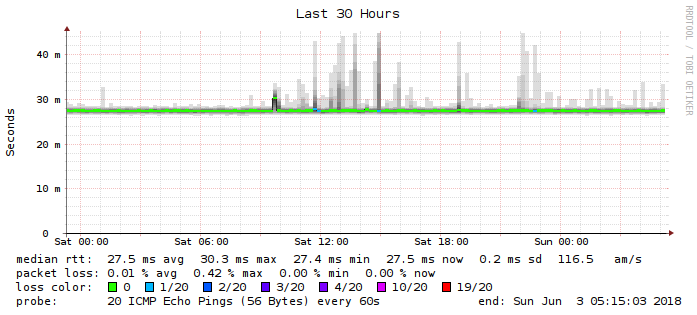 Last 30 Hours
RRDTOOL / TOBI OETIKER
Seconds
40 m
30 m
20 m
10 m
0
Sat 00:00 Sat 06:00 Sat 12:00 Sat 18:00 Sun 00:00
median rtt: 27.5 ms avg 30.3 ms max 27.4 ms min 27.5 ms now 0.2 ms sd 116.5 am/s
packet loss: 0.01 % avg 0.42 % max 0.00 % min 0.00 % now
loss color: 0 1/20 2/20 3/20 4/20 10/20 19/20
probe: 20 ICMP Echo Pings (56 Bytes) every 60s end: Sun Jun 3 05:15:03 2018